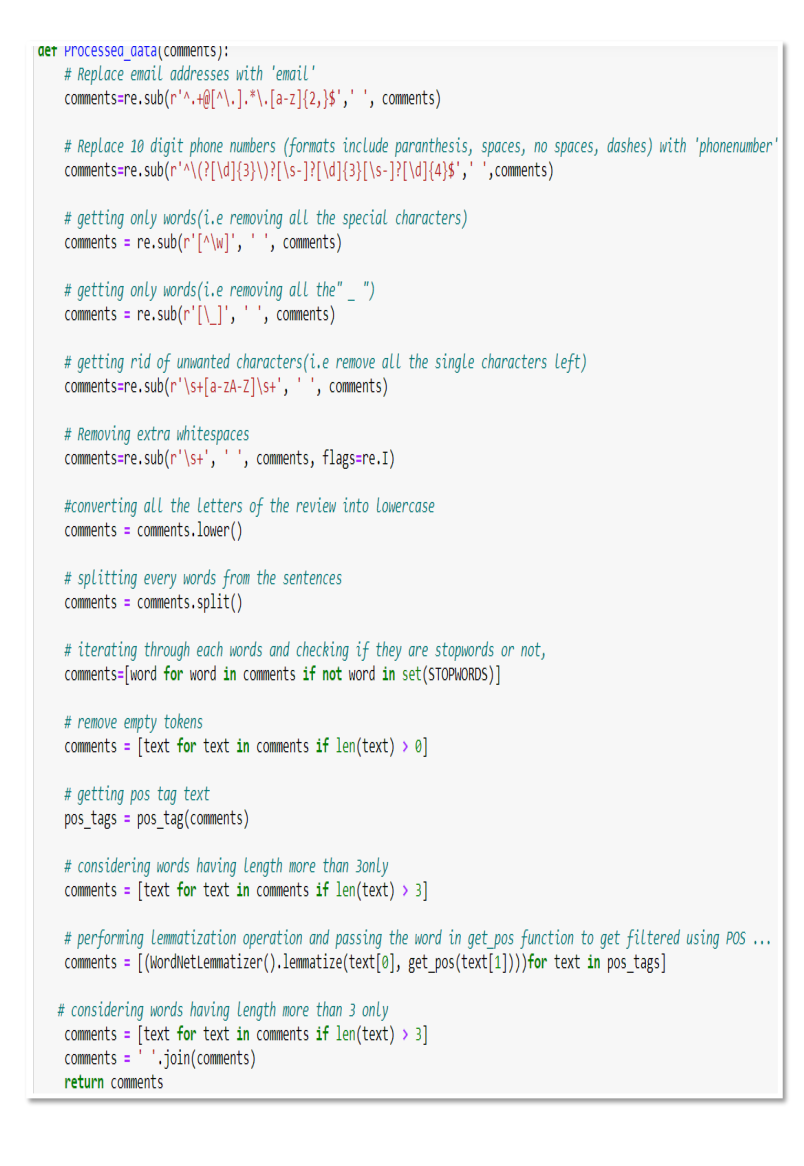 def Processed_data(comments):
    # Replace email addresses with 'email'
    comments=re.sub(r'^.+@[^\.].*\.[a-z]{2,}$',' ', comments)

    # Replace 10 digit phone numbers (formats include paranthesis, spaces, no spaces, dashes) with 'phonenumber'
    comments=re.sub(r'^\(?[\d]{3}\)?[\s-]?[\d]{3}[\s-]?[\d]{4}$',' ',comments)

    # getting only words(i.e removing all the special characters)
    comments = re.sub(r'[^\w]', ' ', comments)

    # getting only words(i.e removing all the" _ ")
    comments = re.sub(r'[\_]', ' ', comments)

    # getting rid of unwanted characters(i.e remove all the single characters left)
    comments=re.sub(r'\s+[a-zA-Z]\s+', ' ', comments)

    # Removing extra whitespaces
    comments=re.sub(r'\s+', ' ', comments, flags=re.I)

    #converting all the letters of the review into lowercase
    comments = comments.lower()

    # splitting every words from the sentences
    comments = comments.split()

    # iterating through each words and checking if they are stopwords or not,
    comments=[word for word in comments if not word in set(STOPWORDS)]

    # remove empty tokens
    comments = [text for text in comments if len(text) > 0]

    # getting pos tag text
    pos_tags = pos_tag(comments)

    # considering words having length more than 3only
    comments = [text for text in comments if len(text) > 3]

    # performing lemmatization operation and passing the word in get_pos function to get filtered using POS ...
    comments = [(WordNetLemmatizer().lemmatize(text[0], get_pos(text[1])))for text in pos_tags]

   # considering words having length more than 3 only
    comments = [text for text in comments if len(text) > 3]
    comments = ' '.join(comments)
    return comments